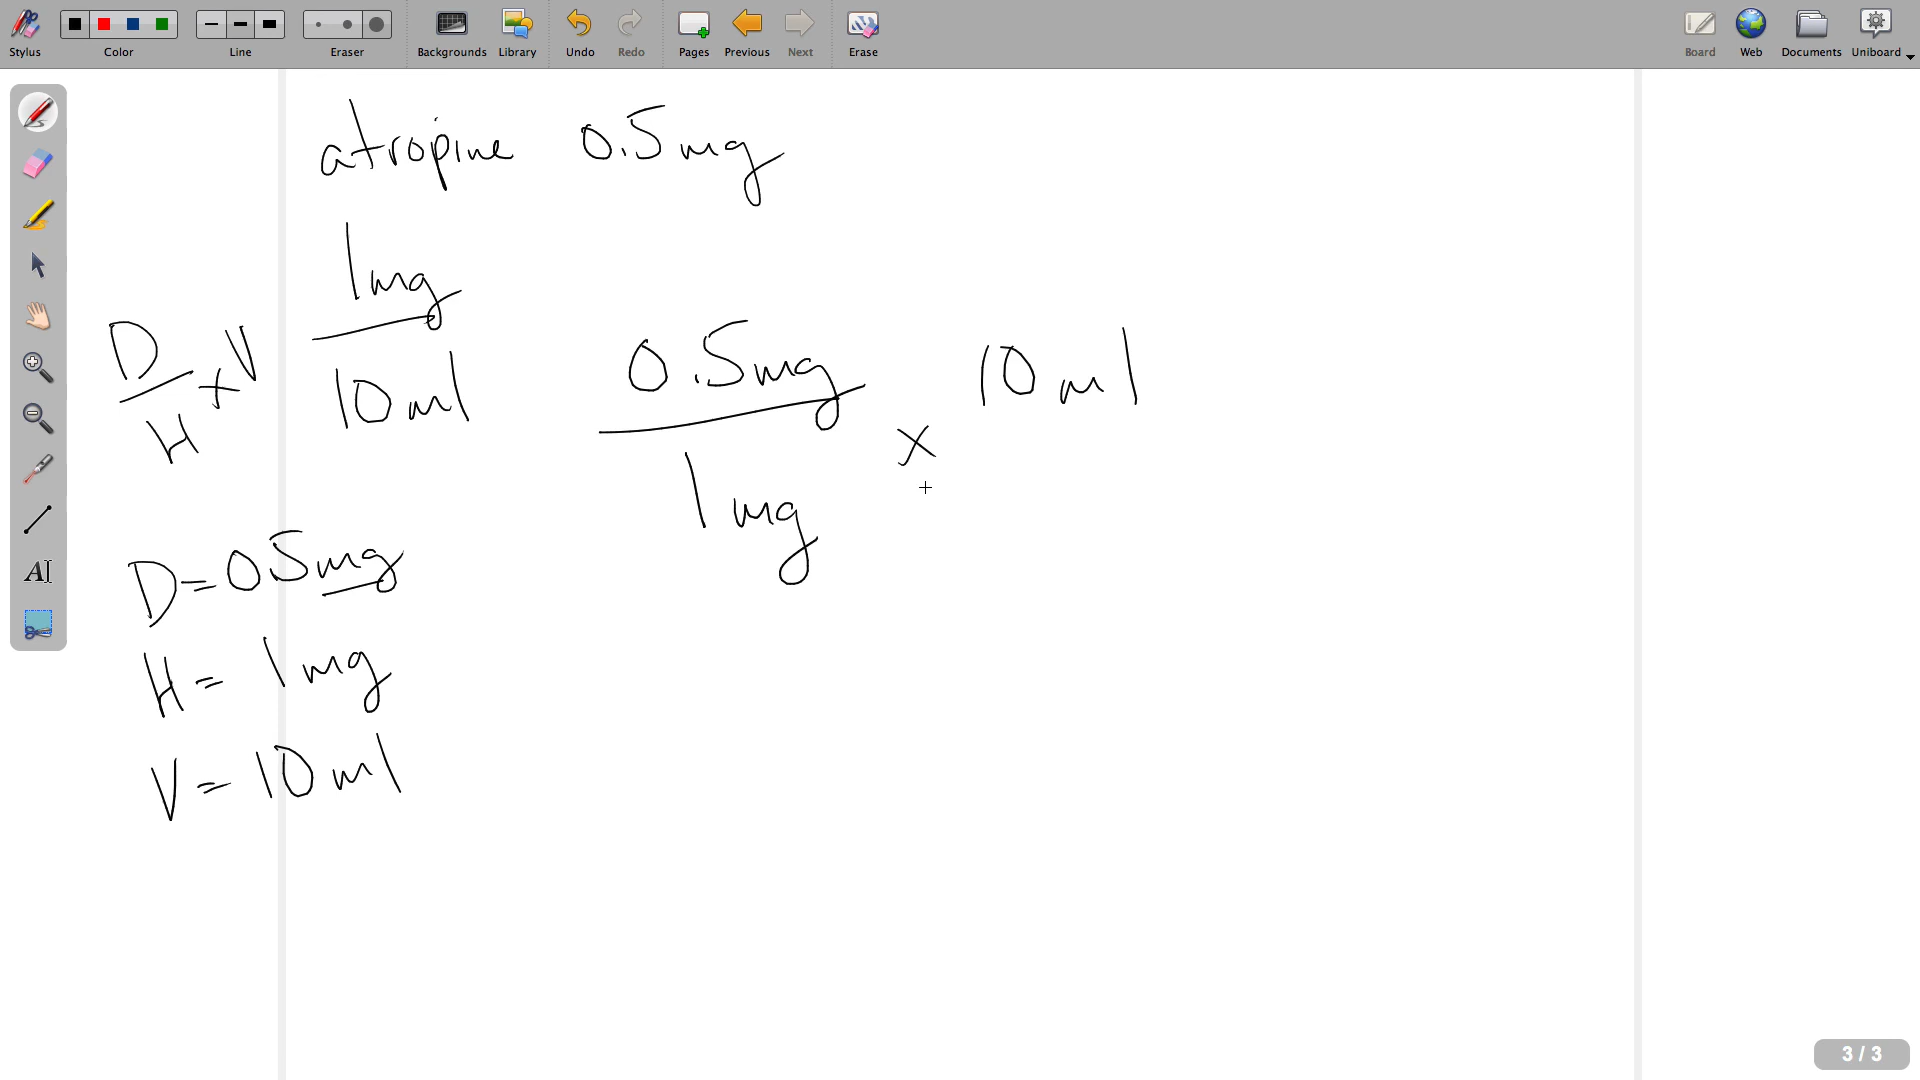 Stylus Color Line Eraser Backgrounds Library Undo Redo Pages Previous Next Erase Board Web Documents Uniboard
atropine 0.5mg
1mg
10ml
D
H
x V
0.5mg
1mg
x 10ml
D=0.5mg
H= 1mg
V=10ml
A
3 / 3